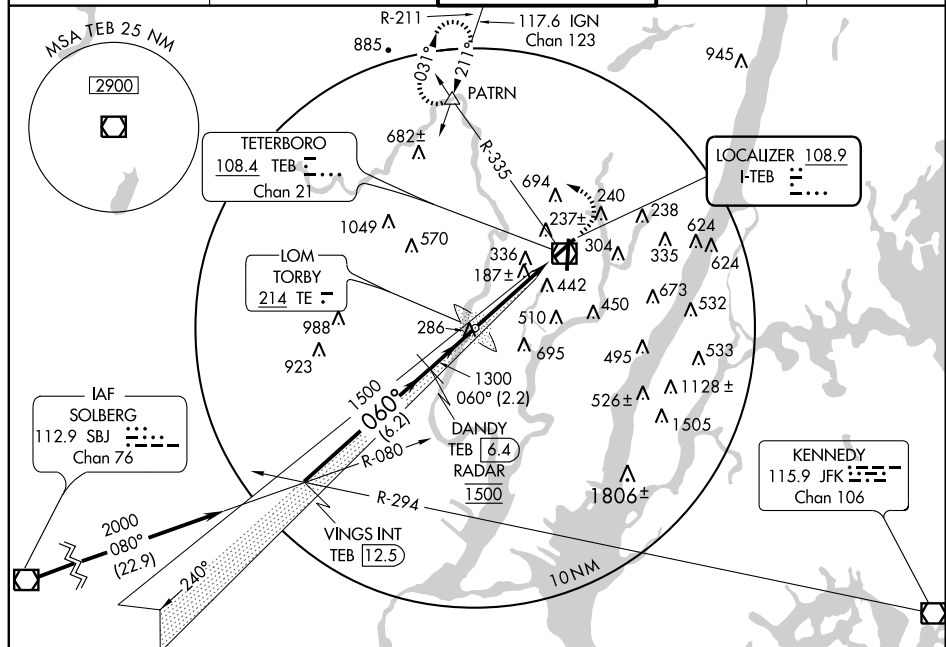 R-211
117.6 IGN
Chan 123
MSA TEB 25 NM
2900
885
031°
211°
PATRN
945
682±
TETERBORO
108.4 TEB
Chan 21
R-335
LOCALIZER 108.9
I-TEB
694
240
237±
238
624
1049
570
336
304
335
624
187±
442
LOM
TORBY
214 TE
673
510
450
532
988
286
923
695
495
533
1500
060°
(6.2)
1300
060° (2.2)
526±
1128±
1505
IAF
SOLBERG
112.9 SBJ
Chan 76
DANDY
TEB 6.4
RADAR
1500
R-080
KENNEDY
115.9 JFK
Chan 106
R-294
1806±
2000
080°
(22.9)
VINGS INT
TEB 12.5
240°
10 NM